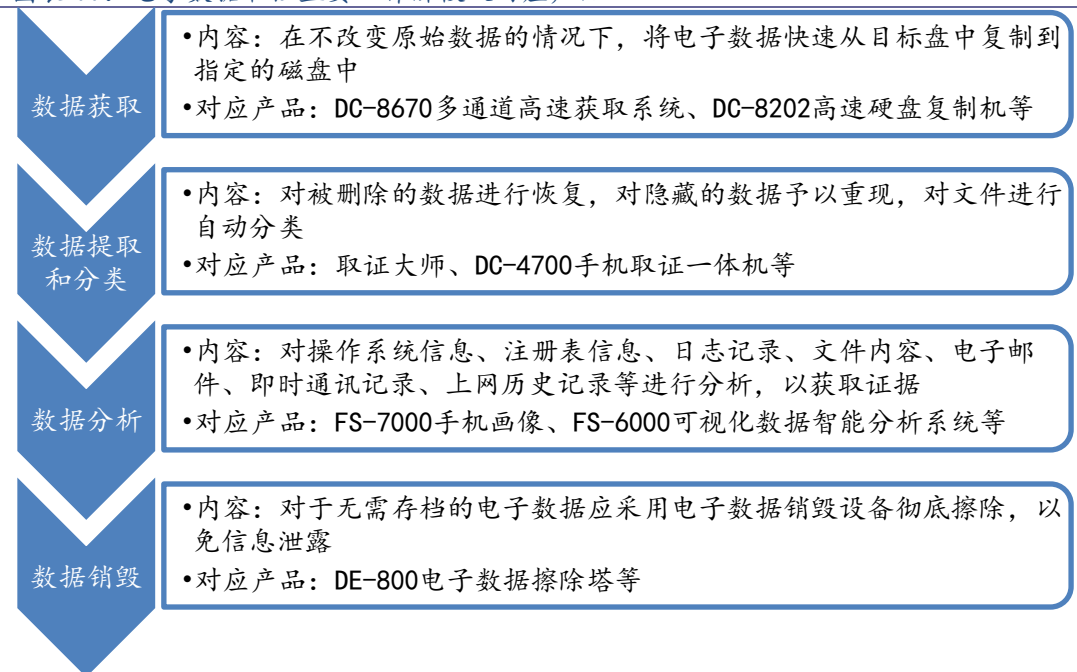 数据获取
•内容：在不改变原始数据的情况下，将电子数据快速从目标盘中复制到
指定的磁盘中
•对应产品：DC-8670多通道高速获取系统、DC-8202高速硬盘复制机等
数据提取
和分类
•内容：对被删除的数据进行恢复，对隐藏的数据予以重现，对文件进行
自动分类
•对应产品：取证大师、DC-4700手机取证一体机等
数据分析
•内容：对操作系统信息、注册表信息、日志记录、文件内容、电子邮
件、即时通讯记录、上网历史记录等进行分析，以获取证据
•对应产品：FS-7000手机画像、FS-6000可视化数据智能分析系统等
数据销毁
•内容：对于无需存档的电子数据应采用电子数据销毁设备彻底擦除，以
免信息泄露
•对应产品：DE-800电子数据擦除塔等